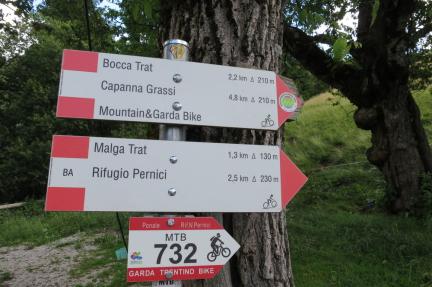 Bocca Trat 2,2 km Δ 210 m
Capanna Grassi 4,8 km Δ 210 m
Mountain&Garda Bike
Malga Trat 1,3 km Δ 130 m
BA Rifugio Pernici 2,5 km Δ 230 m
Ponale Rif.N.Pernici
MTB
732
GARDA TRENTINO BIKE